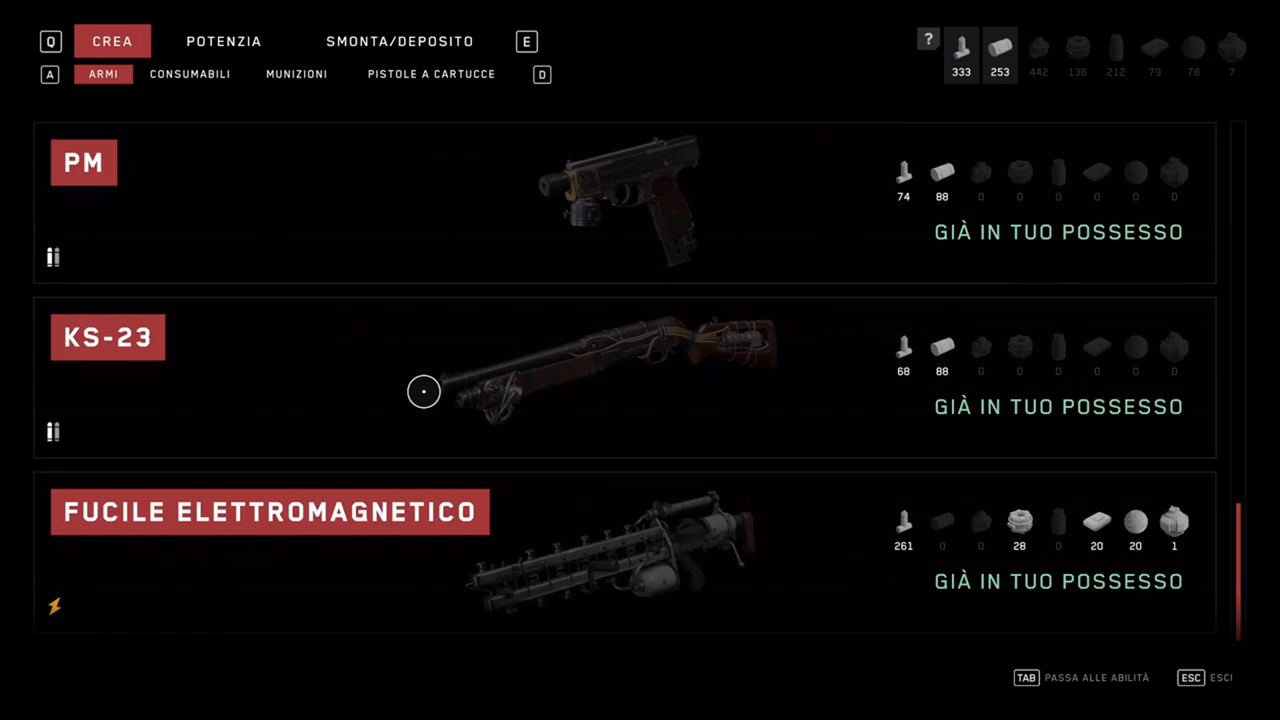 Q CREA POTENZIA SMONTA/DEPOSITO E
A ARMI CONSUMABILI MUNIZIONI PISTOLE A CARTUCCE D
?
333 253 442 136 212 79 78 7
PM
74 88 0 0 0 0 0 0
GIÀ IN TUO POSSESSO
KS-23
68 88 0 0 0 0 0 0
GIÀ IN TUO POSSESSO
FUCILE ELETTROMAGNETICO
261 0 0 28 0 20 20 1
GIÀ IN TUO POSSESSO
TAB PASSA ALLE ABILITÀ ESC ESCI